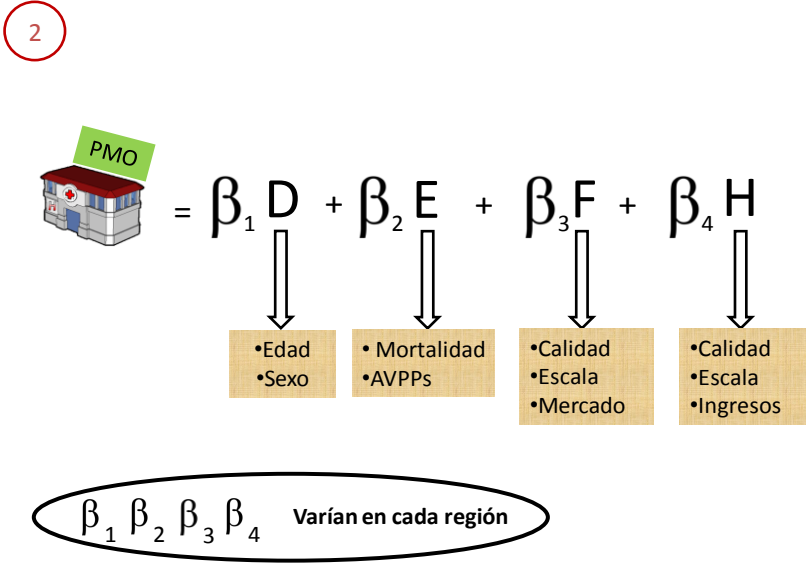 2
PMO
= β1 D + β2 E + β3 F + β4 H
•Edad
•Sexo
• Mortalidad
•AVPPs
•Calidad
•Escala
•Mercado
•Calidad
•Escala
•Ingresos
β1 β2 β3 β4 Varían en cada región